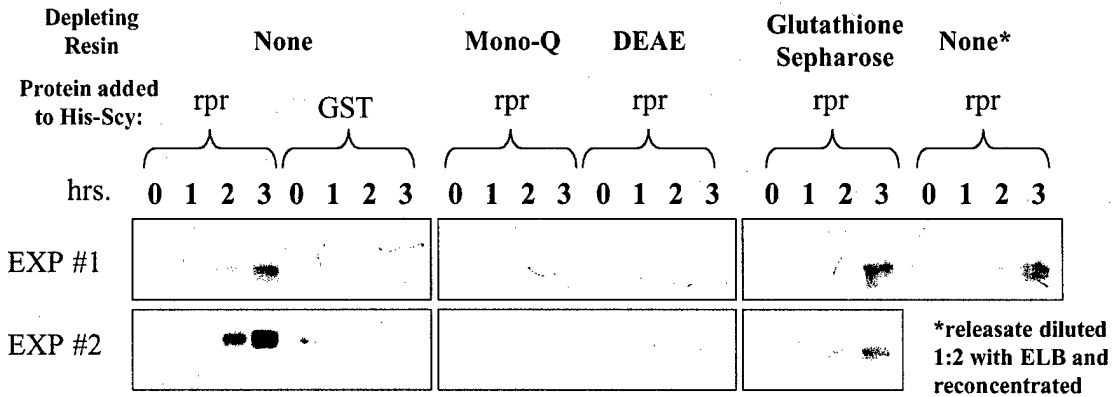 Depleting
Resin
None
Mono-Q
DEAE
Glutathione
Sepharose
None*
Protein added
to His-Scy:
rpr
GST
rpr
rpr
rpr
rpr
hrs.
0 1 2 3 0 1 2 3 0 1 2 3 0 1 2 3 0 1 2 3 0 1 2 3
EXP #1
EXP #2
*releasate diluted
1:2 with ELB and
reconcentrated